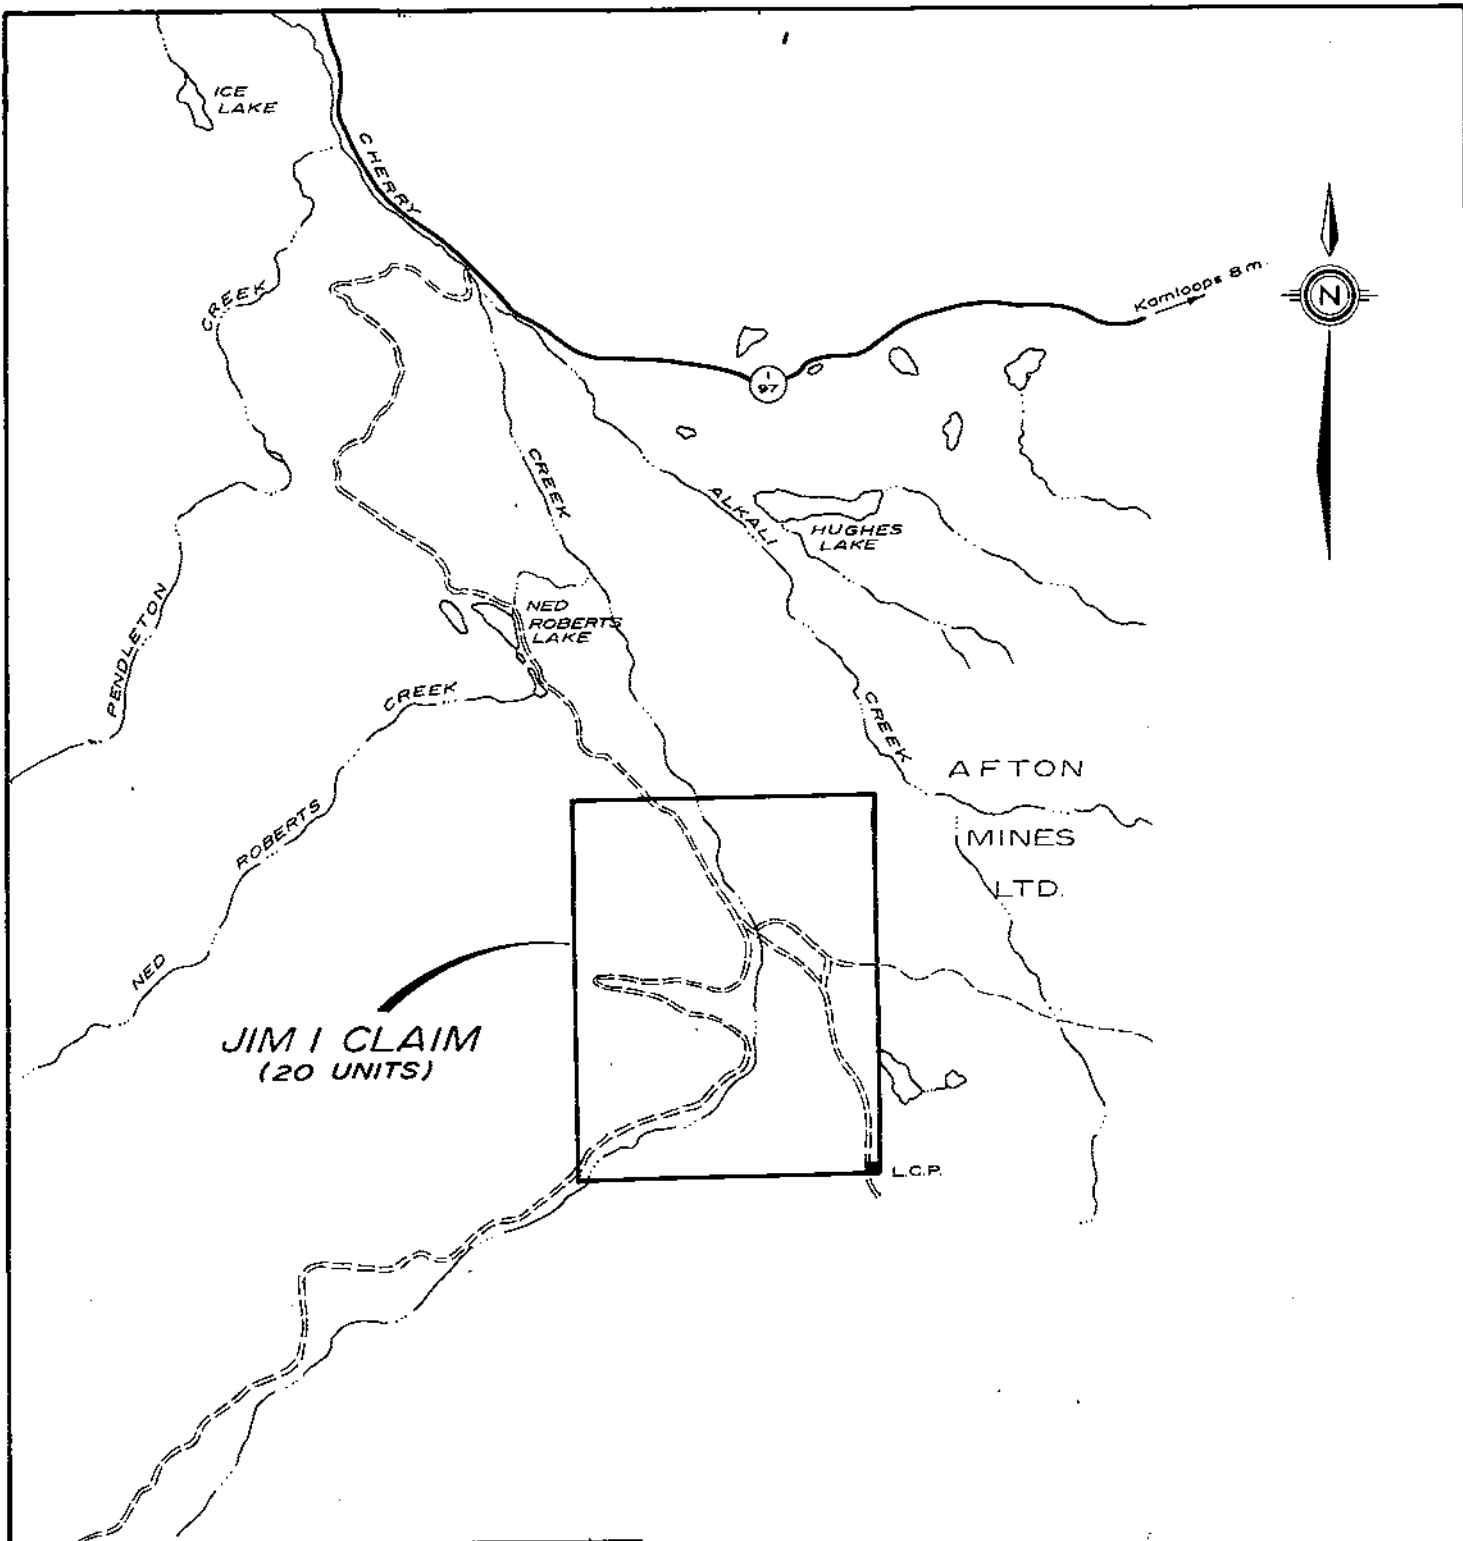 ICE
LAKE
CHERRY
CREEK
Kamloops 8 m.
N
1
97
CREEK
ALKALI
HUGHES
LAKE
PENDLETON
NED
ROBERTS
LAKE
CREEK
CREEK
AFTON
MINES
LTD.
ROBERTS
NED
JIM I CLAIM
(20 UNITS)
L.C.P.